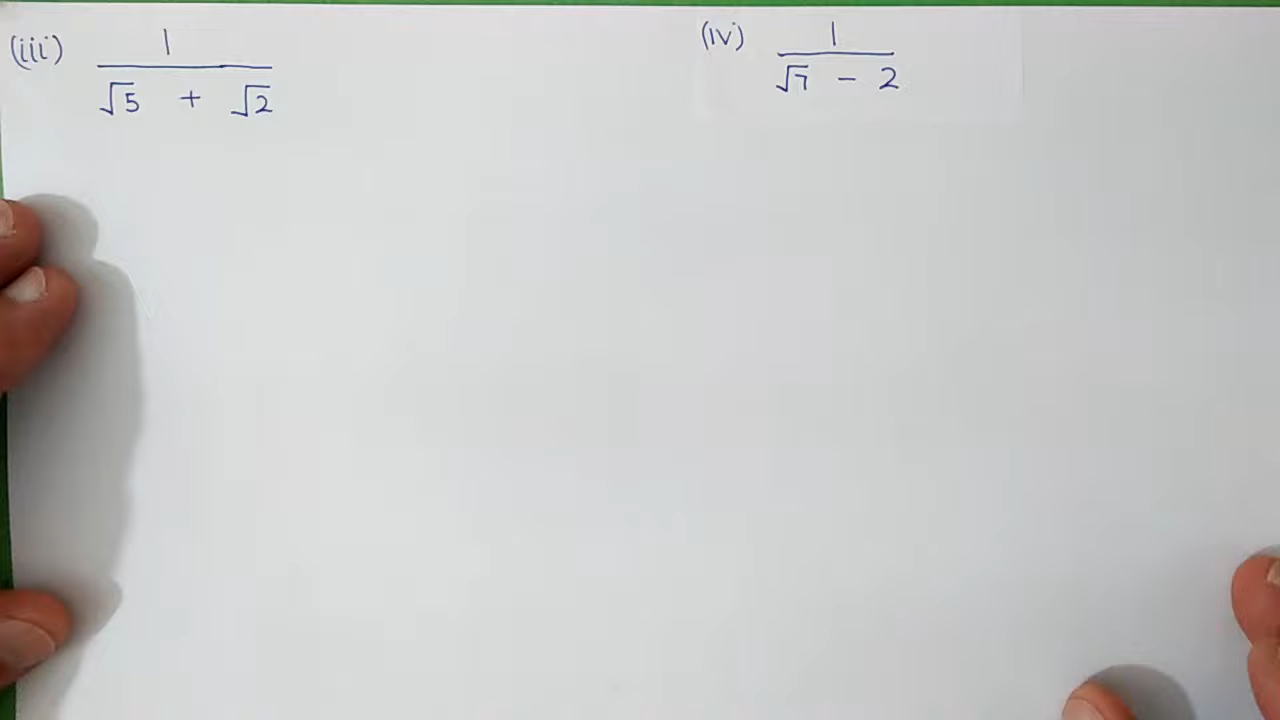 (iii) 1 / (√5 + √2)
(iv) 1 / (√7 - 2)